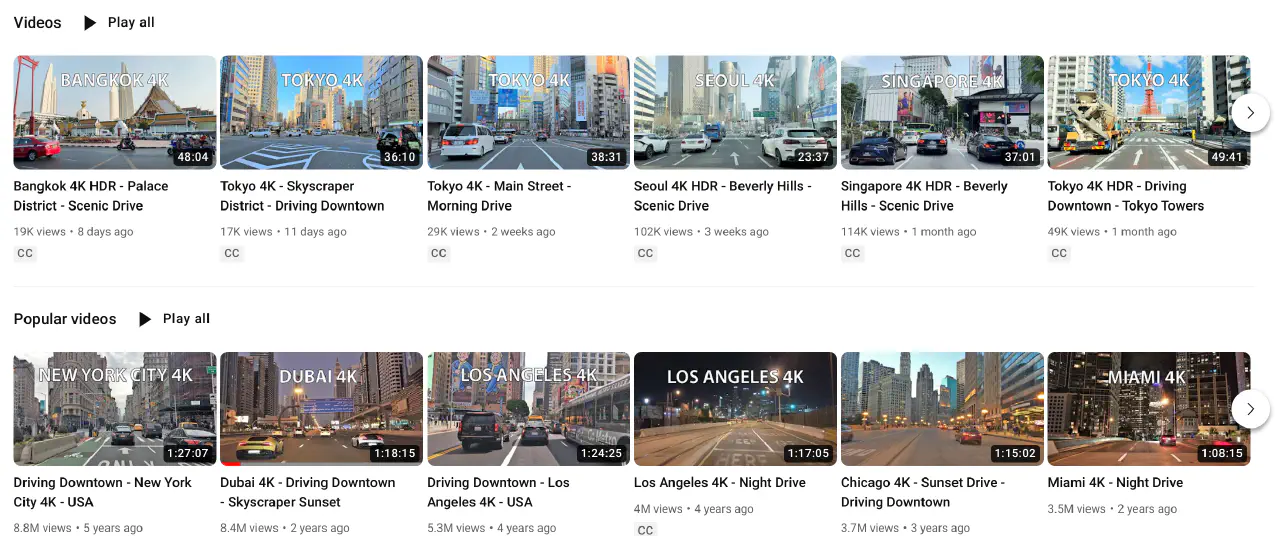 Videos Play all
BANGKOK 4K
48:04
TOKYO 4K
36:10
TOKYO 4K
38:31
SEOUL 4K
23:37
SINGAPORE 4K
37:01
TOKYO 4K
49:41
Bangkok 4K HDR - Palace
District - Scenic Drive
19K views • 8 days ago
CC
Tokyo 4K - Skyscraper
District - Driving Downtown
17K views • 11 days ago
CC
Tokyo 4K - Main Street -
Morning Drive
29K views • 2 weeks ago
CC
Seoul 4K HDR - Beverly Hills -
Scenic Drive
102K views • 3 weeks ago
CC
Singapore 4K HDR - Beverly
Hills - Scenic Drive
114K views • 1 month ago
CC
Tokyo 4K HDR - Driving
Downtown - Tokyo Towers
49K views • 1 month ago
CC
Popular videos Play all
NEW YORK CITY 4K
ONLY
1:27:07
DUBAI 4K
1:18:15
LOS ANGELES 4K
Metro
1:24:25
LOS ANGELES 4K
KEEP
HERE
1:17:05
1:15:02
MIAMI 4K
1:08:15
Driving Downtown - New York
City 4K - USA
8.8M views • 5 years ago
Dubai 4K - Driving Downtown
- Skyscraper Sunset
8.4M views • 2 years ago
Driving Downtown - Los
Angeles 4K - USA
5.3M views • 4 years ago
Los Angeles 4K - Night Drive
4M views • 4 years ago
CC
Chicago 4K - Sunset Drive -
Driving Downtown
3.7M views • 3 years ago
Miami 4K - Night Drive
3.5M views • 2 years ago